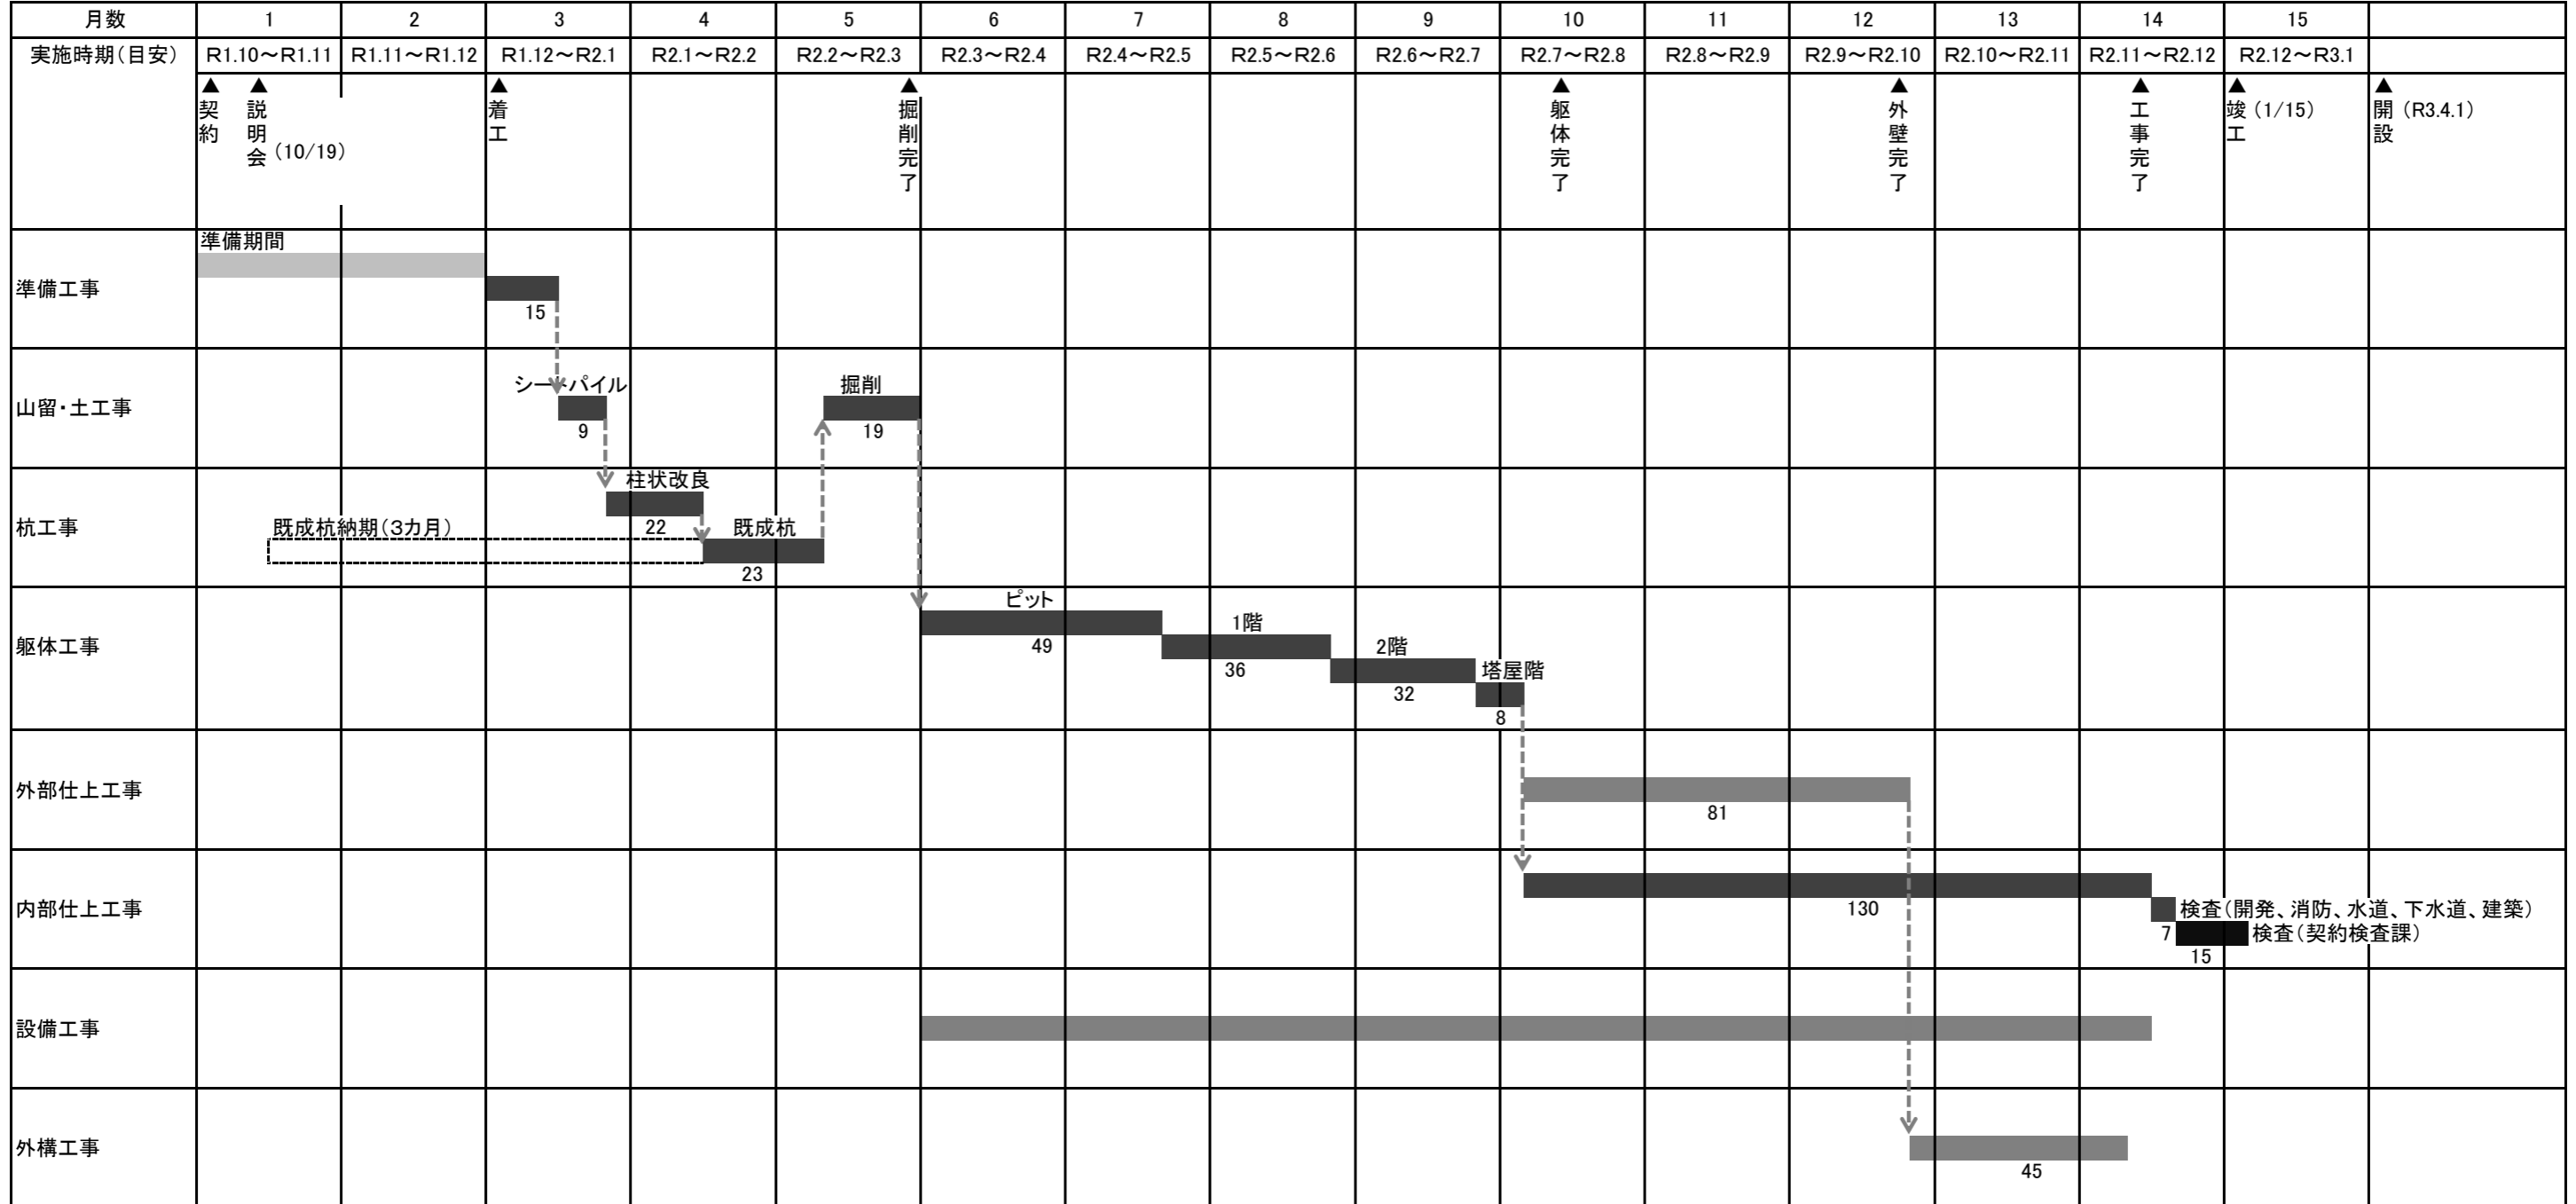 月数 1 2 3 4 5 6 7 8 9 10 11 12 13 14 15
実施時期(目安) R1.10～R1.11 R1.11～R1.12 R1.12～R2.1 R2.1～R2.2 R2.2～R2.3 R2.3～R2.4 R2.4～R2.5 R2.5～R2.6 R2.6～R2.7 R2.7～R2.8 R2.8～R2.9 R2.9～R2.10 R2.10～R2.11 R2.11～R2.12 R2.12～R3.1
▲契約
▲説明会 (10/19)
▲着工
▲掘削完了
▲躯体完了
▲外壁完了
▲工事完了
▲竣工 (1/15)
▲開設 (R3.4.1)
準備工事
準備期間
15
山留・土工事
シートパイル
9
掘削
19
杭工事
柱状改良
22
既成杭納期(3カ月)
既成杭
23
躯体工事
ピット
49
1階
36
2階
32
塔屋階
8
外部仕上工事
81
内部仕上工事
130
検査(開発、消防、水道、下水道、建築)
7
検査(契約検査課)
15
設備工事
外構工事
45